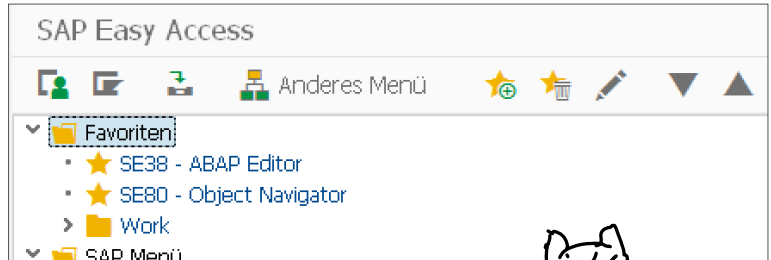 SAP Easy Access
Anderes Menü
Favoriten
SE38 - ABAP Editor
SE80 - Object Navigator
Work
SAP Menü